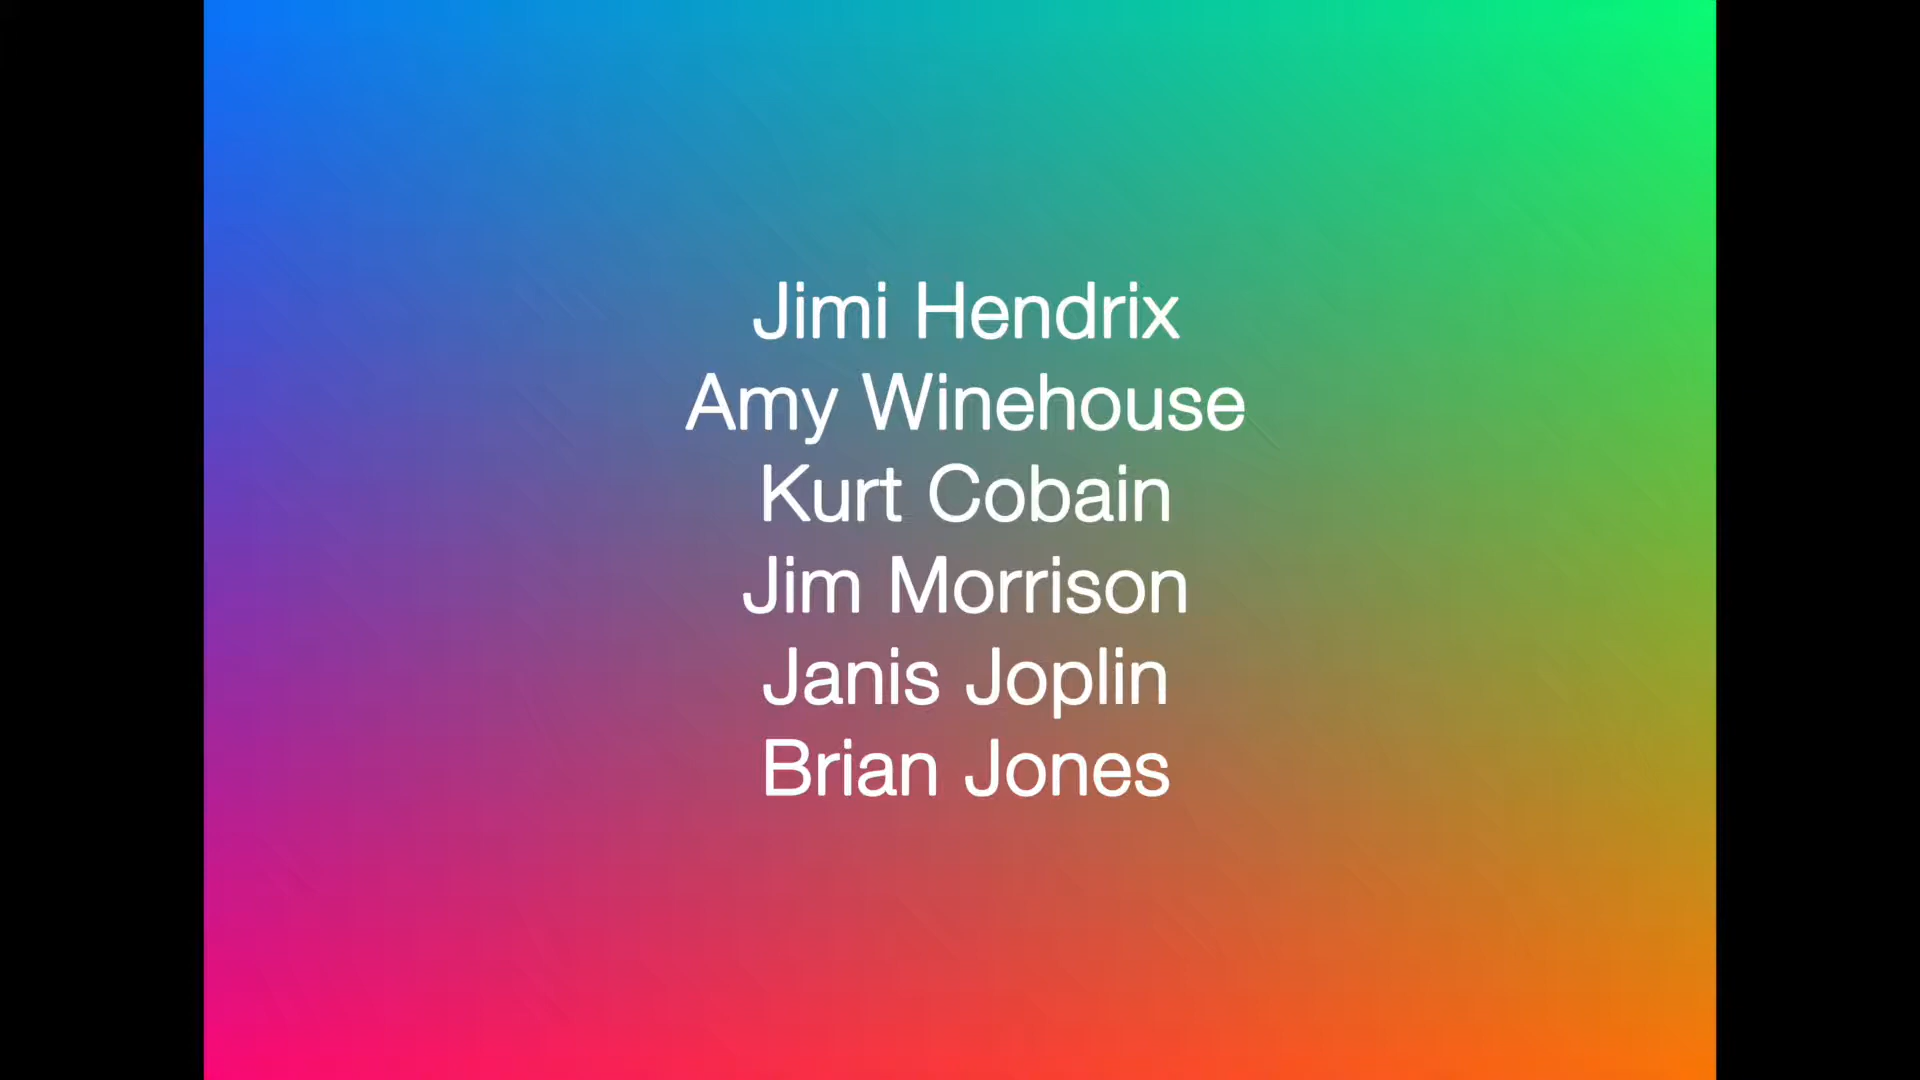 Jimi Hendrix
Amy Winehouse
Kurt Cobain
Jim Morrison
Janis Joplin
Brian Jones